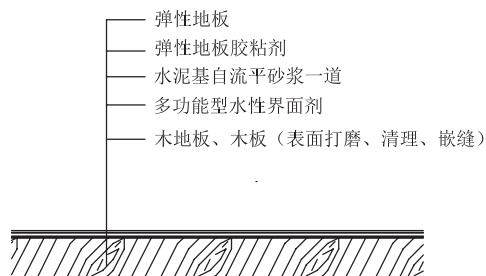 弹性地板
弹性地板胶粘剂
水泥基自流平砂浆一道
多功能型水性界面剂
木地板、木板（表面打磨、清理、嵌缝）